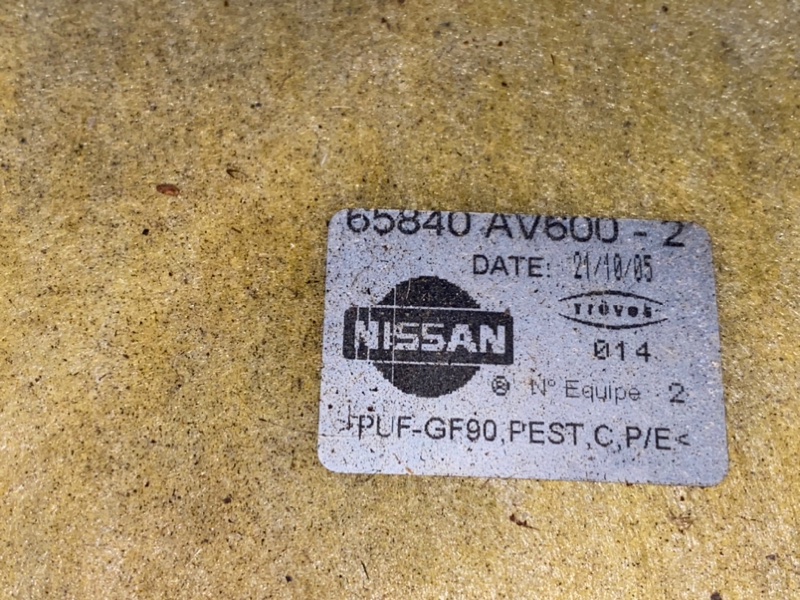 65840 AV600 - 2
DATE: 21/10/05
TRÈVES
NISSAN
014
® N° Equipe 2
PUF-GF90,PEST,C,P/E<